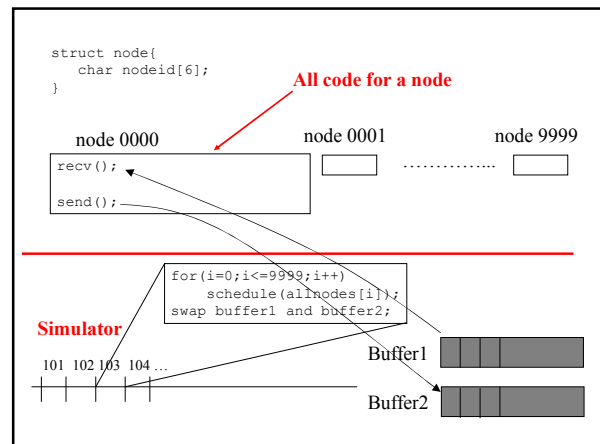 struct node{
char nodeid[6];
}
All code for a node
node 0000
node 0001
…………...
node 9999
recv();
send();
for(i=0;i<=9999;i++)
schedule(allnodes[i]);
swap buffer1 and buffer2;
Simulator
101 102 103 104 …
Buffer1
Buffer2